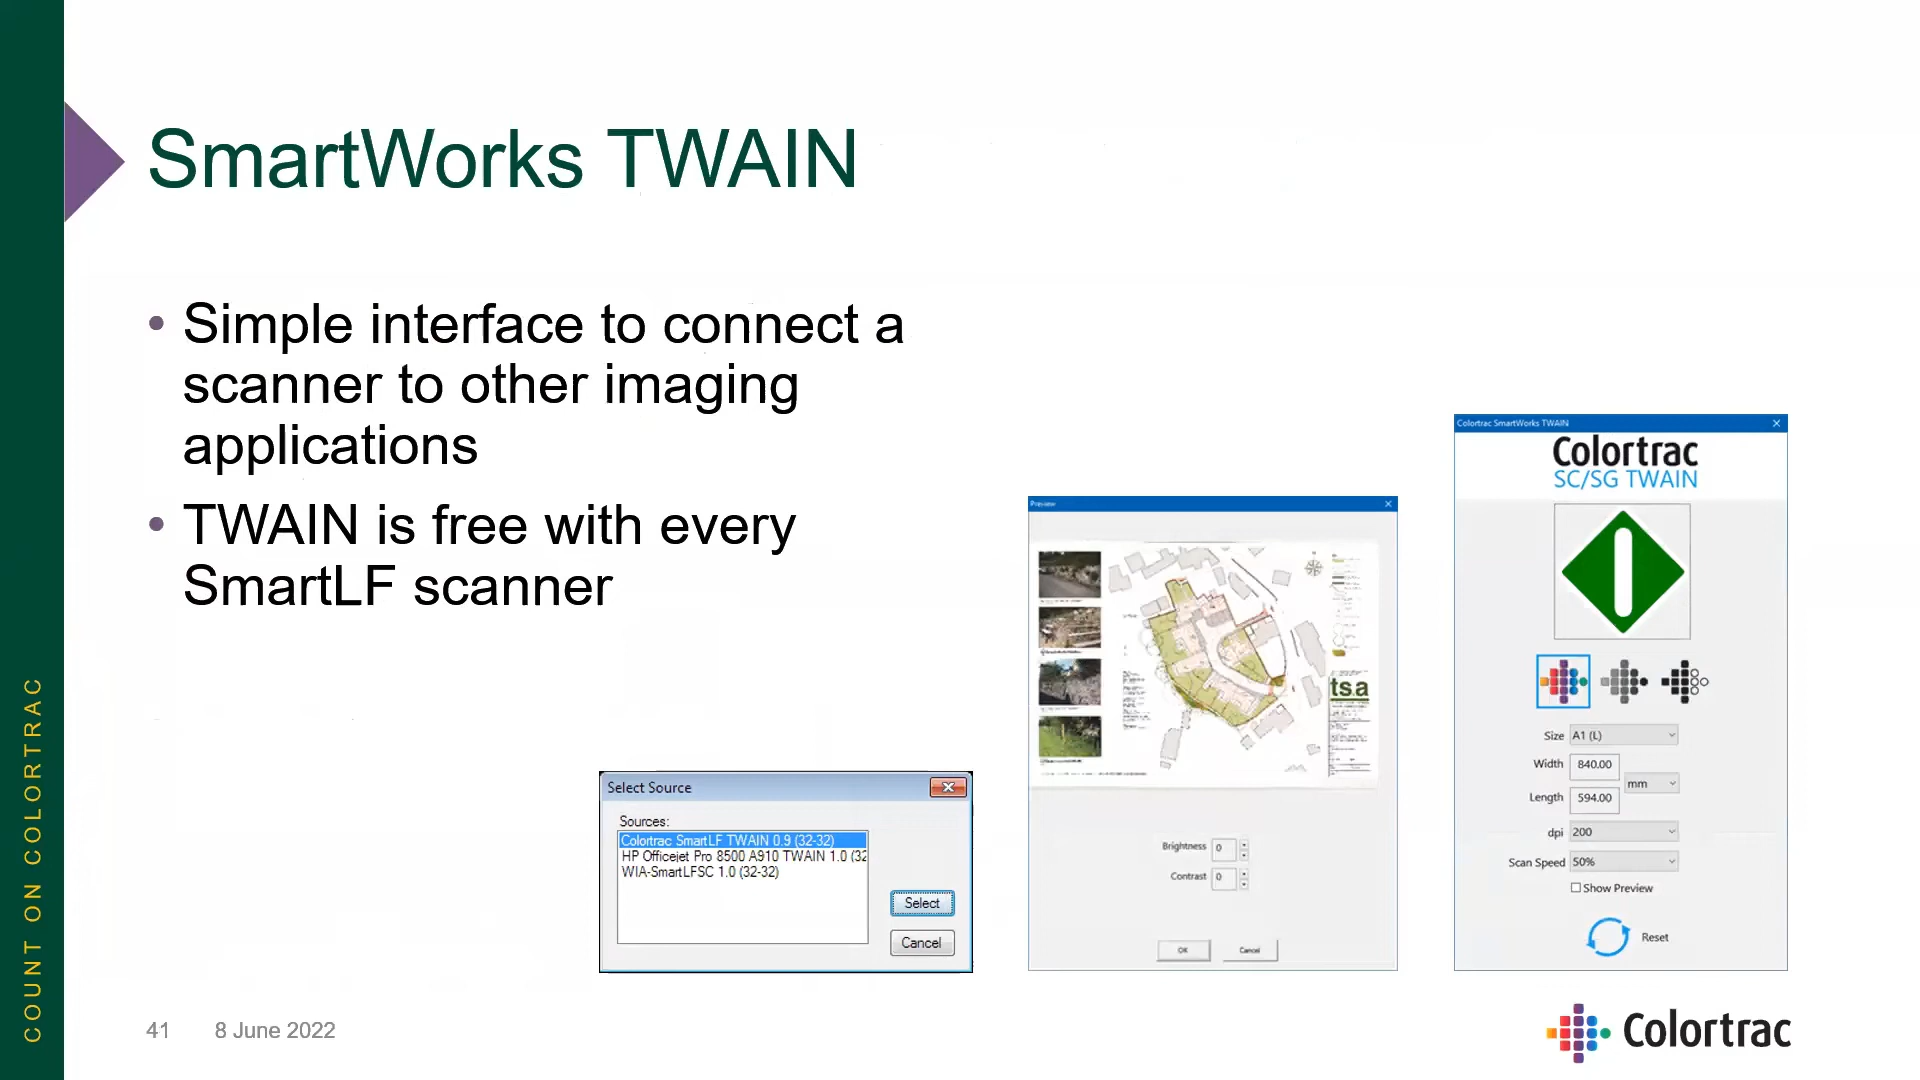 SmartWorks TWAIN
• Simple interface to connect a
scanner to other imaging
applications
• TWAIN is free with every
SmartLF scanner
Select Source
Sources:
Colortrac SmartLF TWAIN 0.9 (32-32)
HP Officejet Pro 8500 A910 TWAIN 1.0 (32
WIA-SmartLFSC 1.0 (32-32)
Select
Cancel
Preview
tsa
Brightness 0
Contrast 0
OK Cancel
Colortrac SmartWorks TWAIN
Colortrac
SC/SG TWAIN
Size A1 (L)
Width 840.00
mm
Length 594.00
dpi 200
Scan Speed 50%
Show Preview
Reset
COUNT ON COLORTRAC
41 8 June 2022
Colortrac